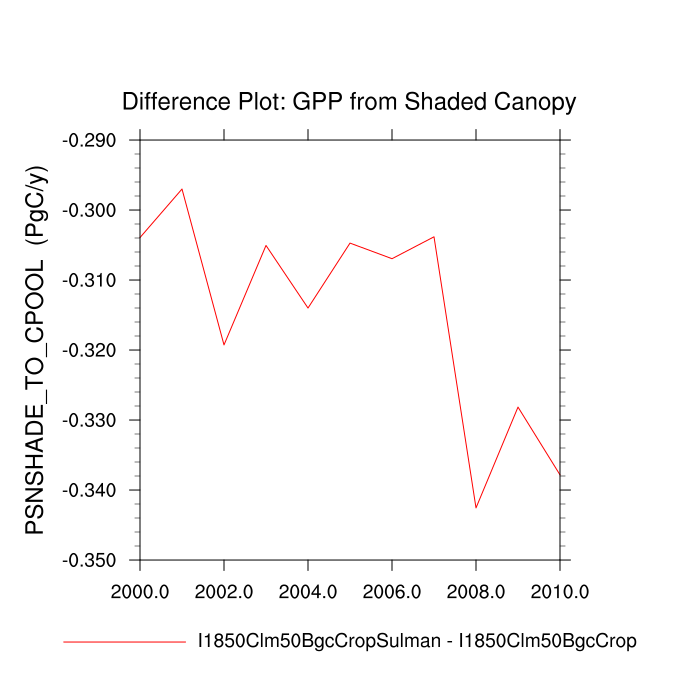 Difference Plot: GPP from Shaded Canopy
PSNSHADE_TO_CPOOL (PgC/y)
-0.290
-0.300
-0.310
-0.320
-0.330
-0.340
-0.350
2000.0 2002.0 2004.0 2006.0 2008.0 2010.0
I1850Clm50BgcCropSulman - I1850Clm50BgcCrop